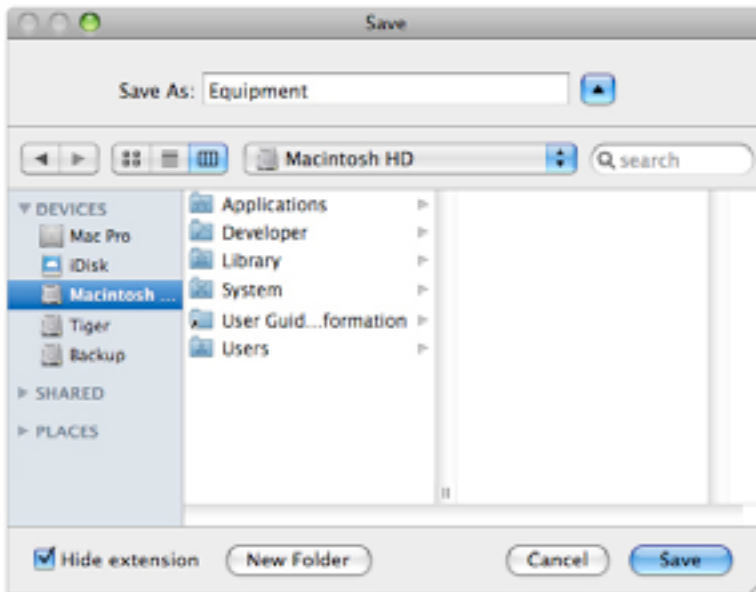 Save
Save As: Equipment
Macintosh HD
search
DEVICES
Mac Pro
iDisk
Macintosh ...
Tiger
Backup
SHARED
PLACES
Applications
Developer
Library
System
User Guid...formation
Users
Hide extension
New Folder
Cancel
Save